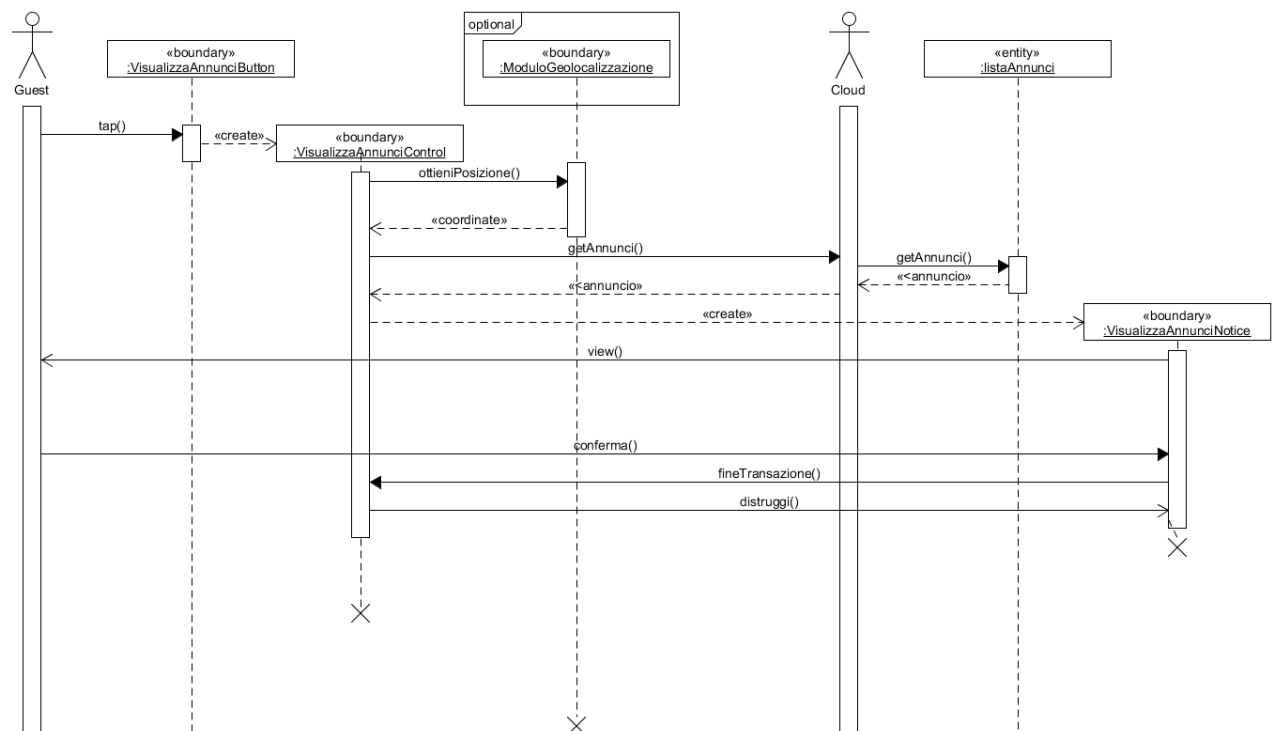 optional
«boundary»
:VisualizzaAnnunciButton
«boundary»
:ModuloGeolocalizzazione
«entity»
:listaAnnunci
Guest
Cloud
tap()
«create»
«boundary»
:VisualizzaAnnunciControl
ottieniPosizione()
«coordinate»
getAnnunci()
getAnnunci()
«<annuncio»
«<annuncio»
«create»
«boundary»
:VisualizzaAnnunciNotice
view()
conferma()
fineTransazione()
distruggi()